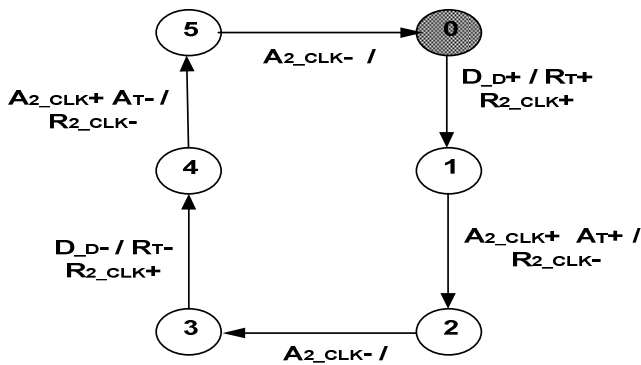 5
0
A2_CLK- /
D_D+ / RT+
R2_CLK+
A2_CLK+ AT- /
R2_CLK-
4
1
D_D- / RT-
R2_CLK+
A2_CLK+ AT+ /
R2_CLK-
3
2
A2_CLK- /